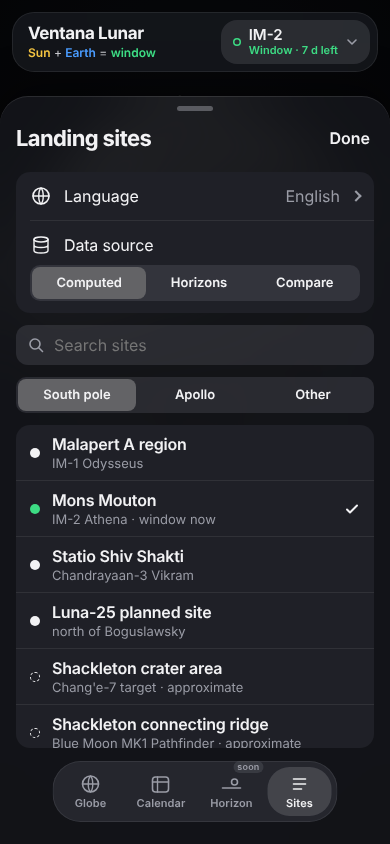 Ventana Lunar
Sun + Earth = window
IM-2
Window · 7 d left
Landing sites
Done
Language
English
Data source
Computed
Horizons
Compare
Search sites
South pole
Apollo
Other
Malapert A region
IM-1 Odysseus
Mons Mouton
IM-2 Athena · window now
Statio Shiv Shakti
Chandrayaan-3 Vikram
Luna-25 planned site
north of Boguslawsky
Shackleton crater area
Chang'e-7 target · approximate
Shackleton connecting ridge
Blue Moon MK1 Pathfinder · approximate
soon
Globe
Calendar
Horizon
Sites